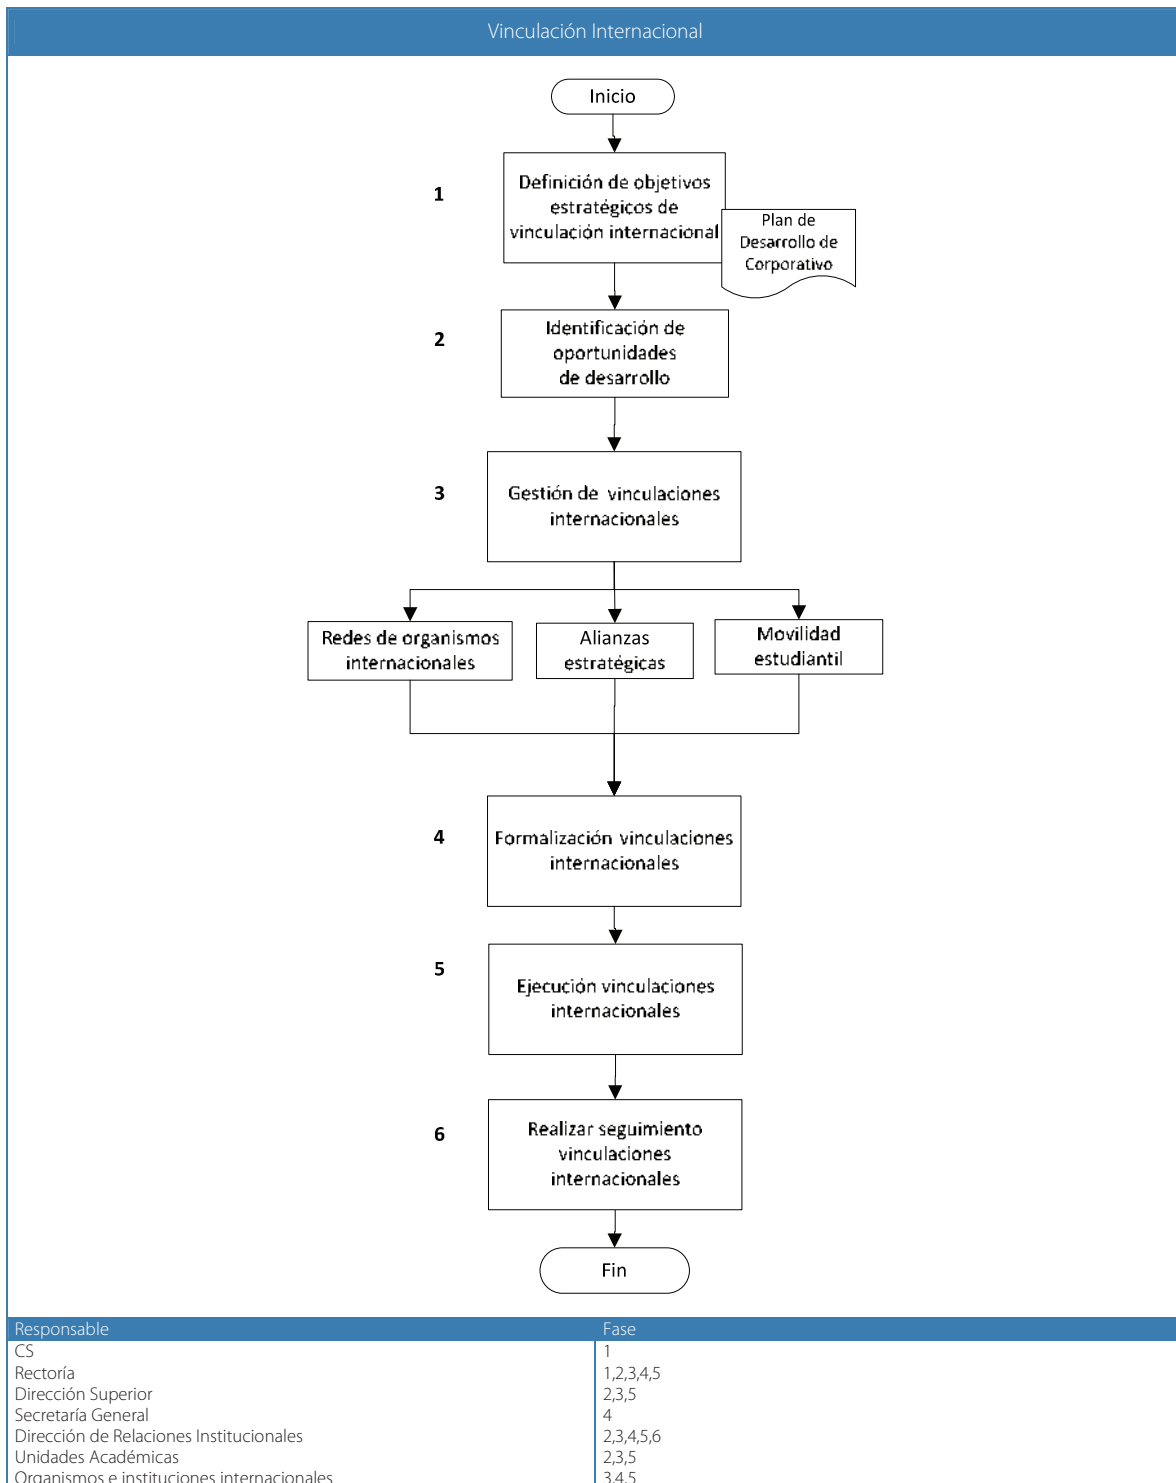 Vinculación Internacional
Inicio
1
Definición de objetivos
estratégicos de
vinculación internacional
Plan de
Desarrollo de
Corporativo
2
Identificación de
oportunidades
de desarrollo
3
Gestión de vinculaciones
internacionales
Redes de organismos
internacionales
Alianzas
estratégicas
Movilidad
estudiantil
4
Formalización vinculaciones
internacionales
5
Ejecución vinculaciones
internacionales
6
Realizar seguimiento
vinculaciones
internacionales
Fin
Responsable Fase
CS 1
Rectoría 1,2,3,4,5
Dirección Superior 2,3,5
Secretaría General 4
Dirección de Relaciones Institucionales 2,3,4,5,6
Unidades Académicas 2,3,5
Organismos e instituciones internacionales 3,4,5